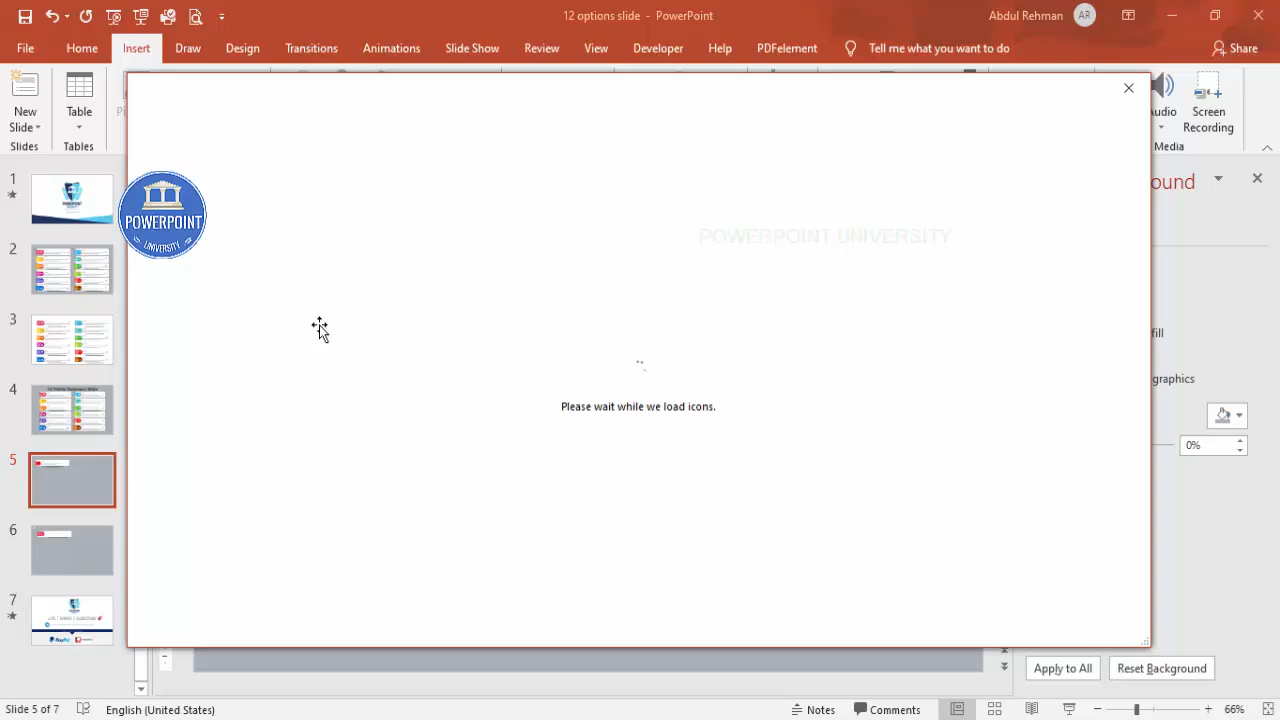 12 options slide - PowerPoint
Abdul Rehman AR
File Home Insert Draw Design Transitions Animations Slide Show Review View Developer Help PDFelement Tell me what you want to do Share
New Slide
Slides
Table
Tables
Audio
Screen Recording
Media
1
2
3
4
5
6
7
POWERPOINT
UNIVERSITY
POWERPOINT UNIVERSITY
Please wait while we load icons.
ound
fill
graphics
0%
Apply to All Reset Background
Slide 5 of 7 English (United States) Notes Comments 66%